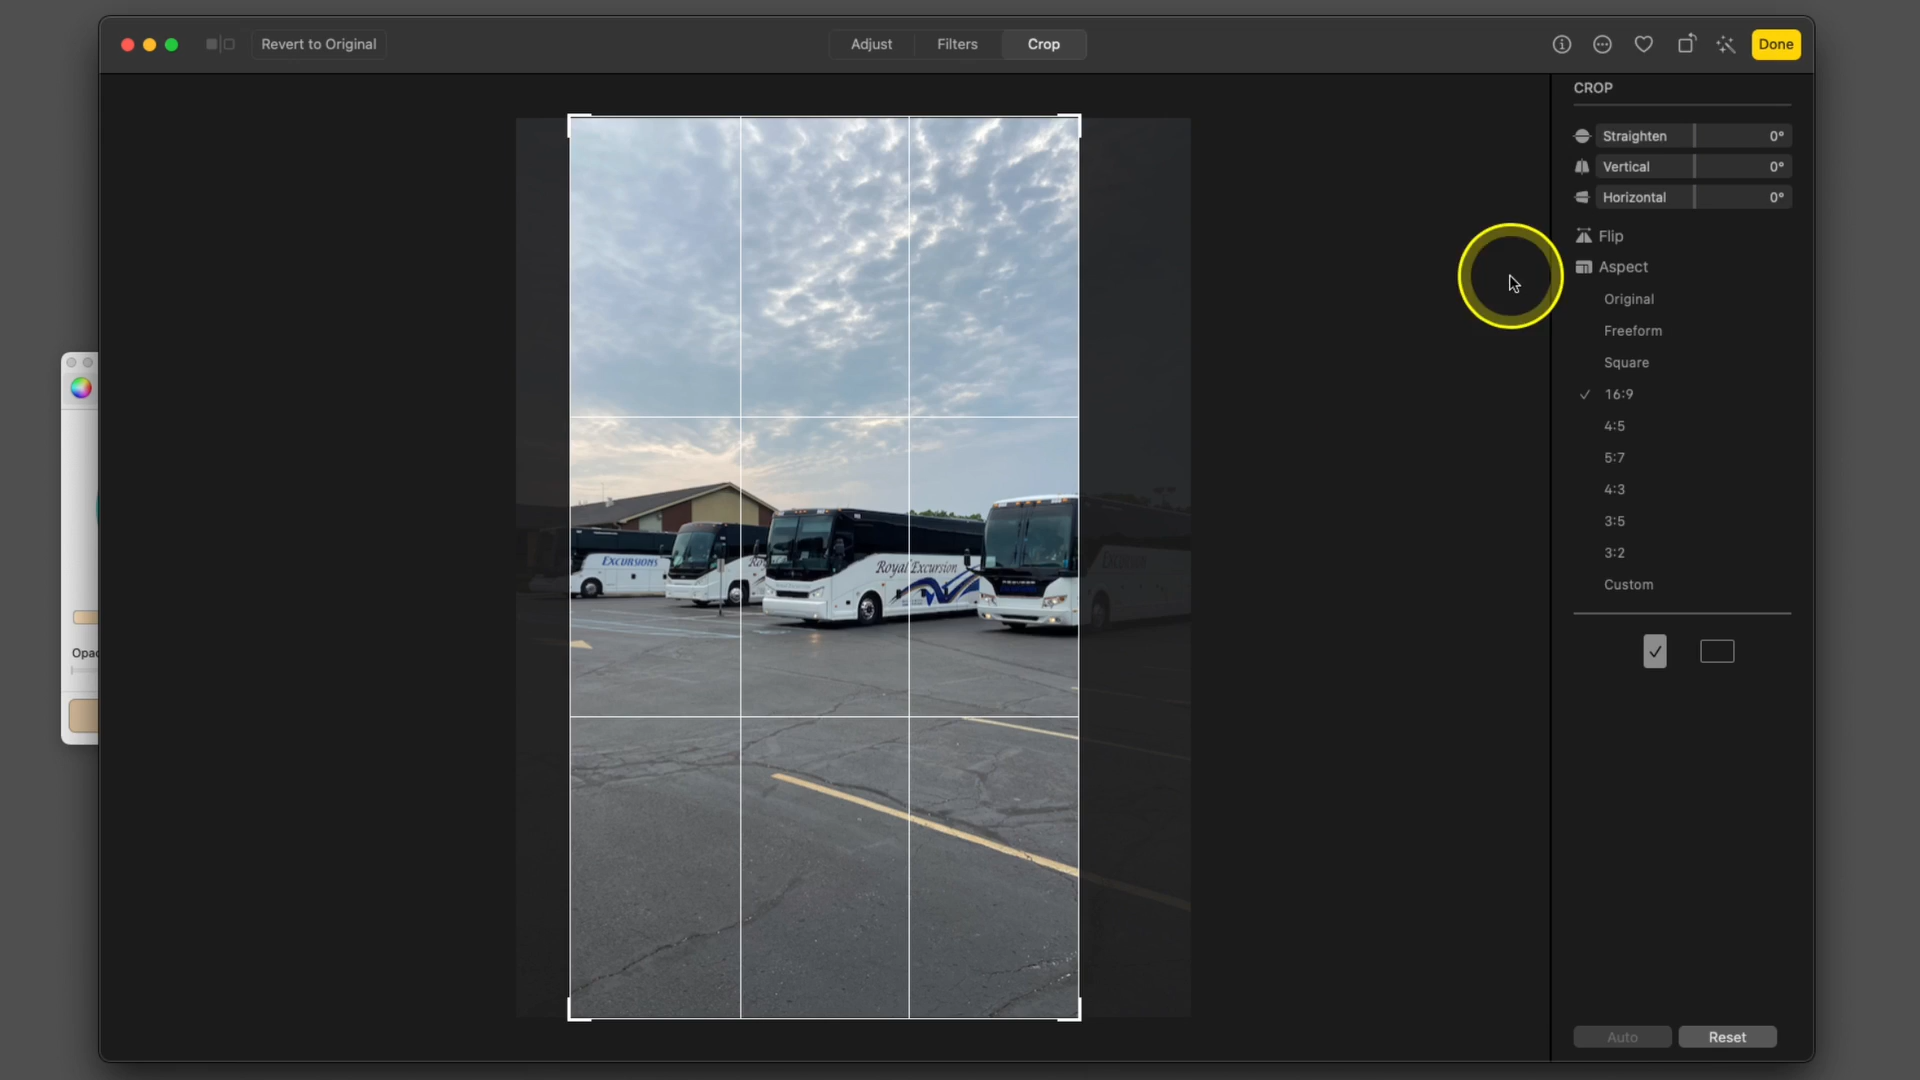 Revert to Original
Adjust
Filters
Crop
Done
CROP
Straighten 0°
Vertical 0°
Horizontal 0°
Flip
Aspect
Original
Freeform
Square
16:9
4:5
5:7
4:3
3:5
3:2
Custom
Auto
Reset
Opac
EXCURSIONS
Ro
Royal Excursion
EXCURSION